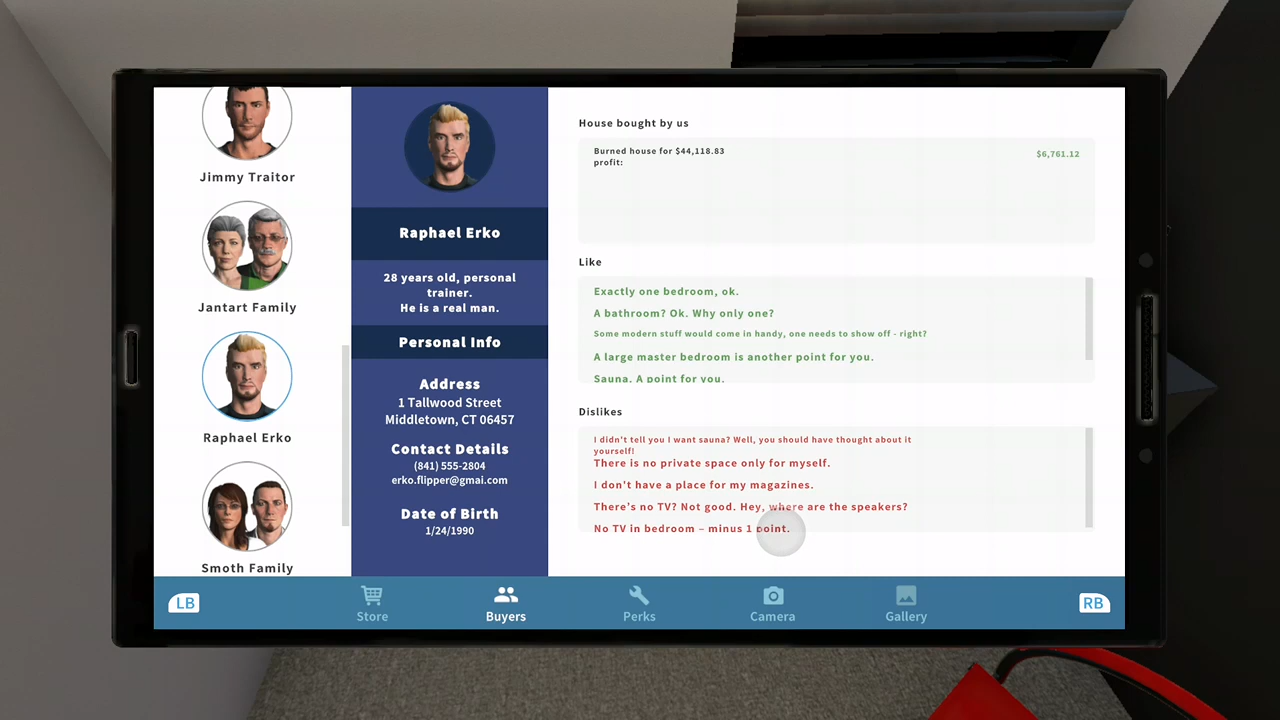 Jimmy Traitor
Jantart Family
Raphael Erko
Smoth Family
Raphael Erko
28 years old, personal
trainer.
He is a real man.
Personal Info
Address
1 Tallwood Street
Middletown, CT 06457
Contact Details
(841) 555-2804
erko.flipper@gmai.com
Date of Birth
1/24/1990
House bought by us
Burned house for $44,118.83
profit:
$6,761.12
Like
Exactly one bedroom, ok.
A bathroom? Ok. Why only one?
Some modern stuff would come in handy, one needs to show off - right?
A large master bedroom is another point for you.
Sauna. A point for you.
Dislikes
I didn't tell you I want sauna? Well, you should have thought about it
yourself!
There is no private space only for myself.
I don't have a place for my magazines.
There's no TV? Not good. Hey, where are the speakers?
No TV in bedroom – minus 1 point.
LB
Store
Buyers
Perks
Camera
Gallery
RB